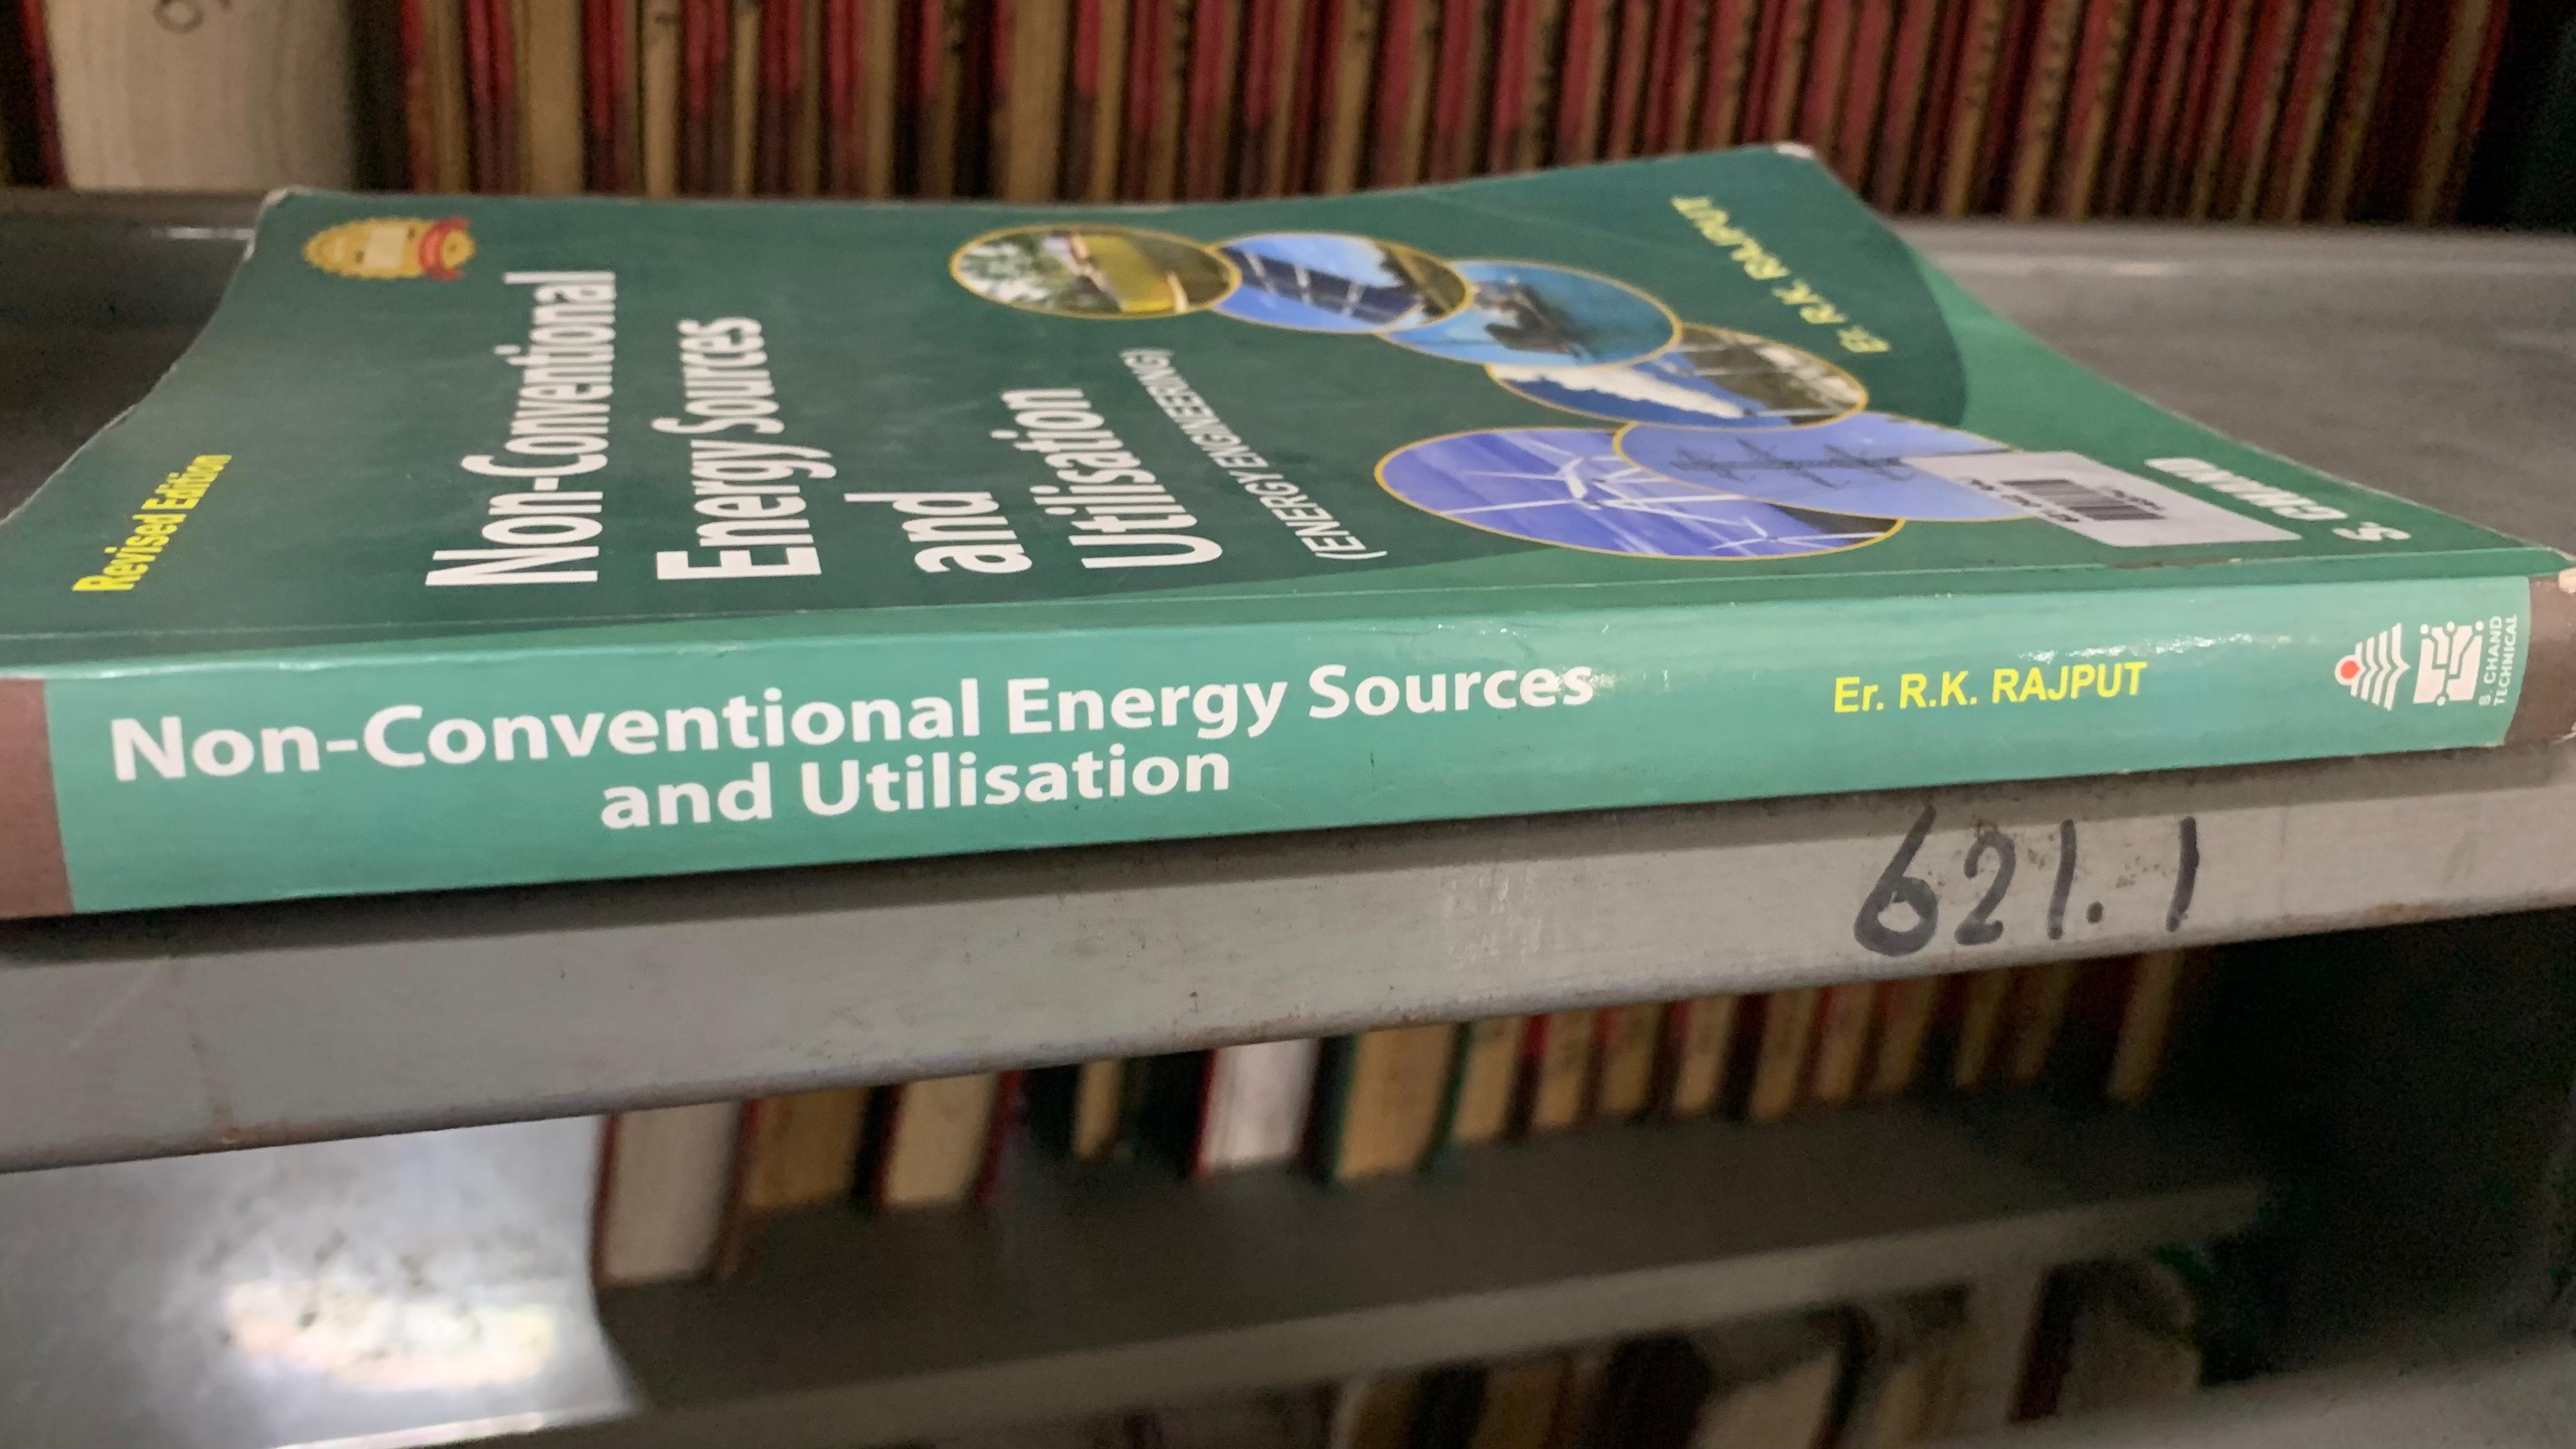 Revised Edition
Non-Conventional
Energy Sources
and
Utilisation
(ENERGY ENGINEERING)
Er. R.K. RAJPUT
S. CHAND
Non-Conventional Energy Sources
and Utilisation
Er. R.K. RAJPUT
S. CHAND
TECHNICAL
621.1